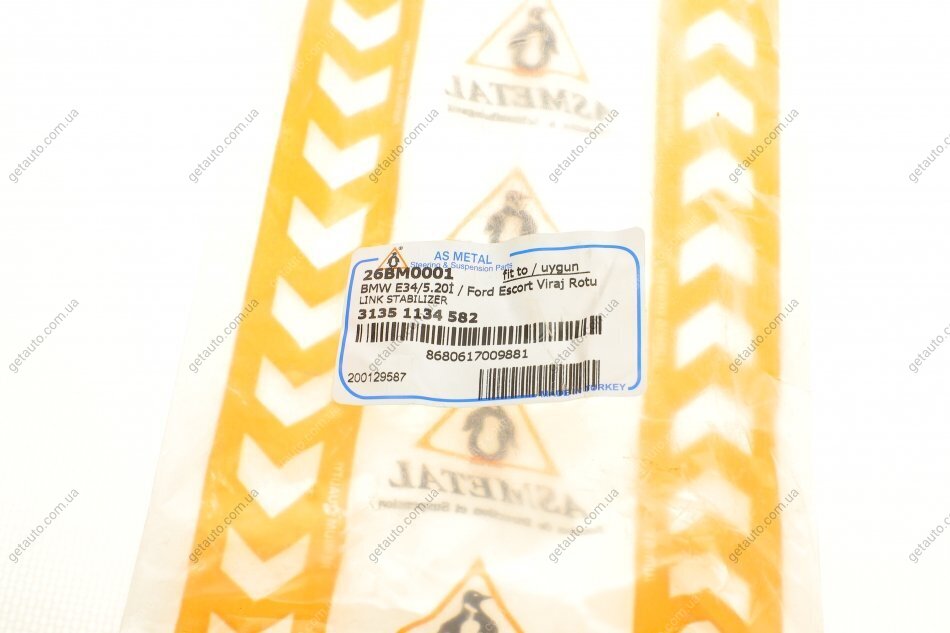 ASMETAL
AS METAL
Steering & Suspension Parts
26BM0001 fit to / uygun
BMW E34/5.20İ / Ford Escort Viraj Rotu
LINK STABILIZER
3135 1134 582
8680617009881
200129587
MADE IN TURKEY
ASMETAL
getauto.com.ua